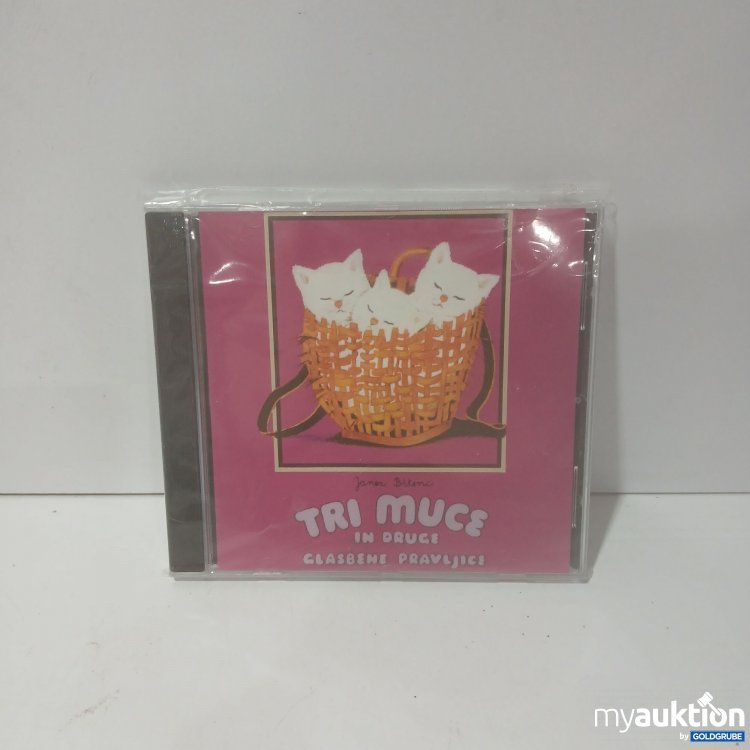 Janez Bitenc
TRI MUCE
IN DRUGE
GLASBENE PRAVLJICE
myauktion
by GOLDGRUBE